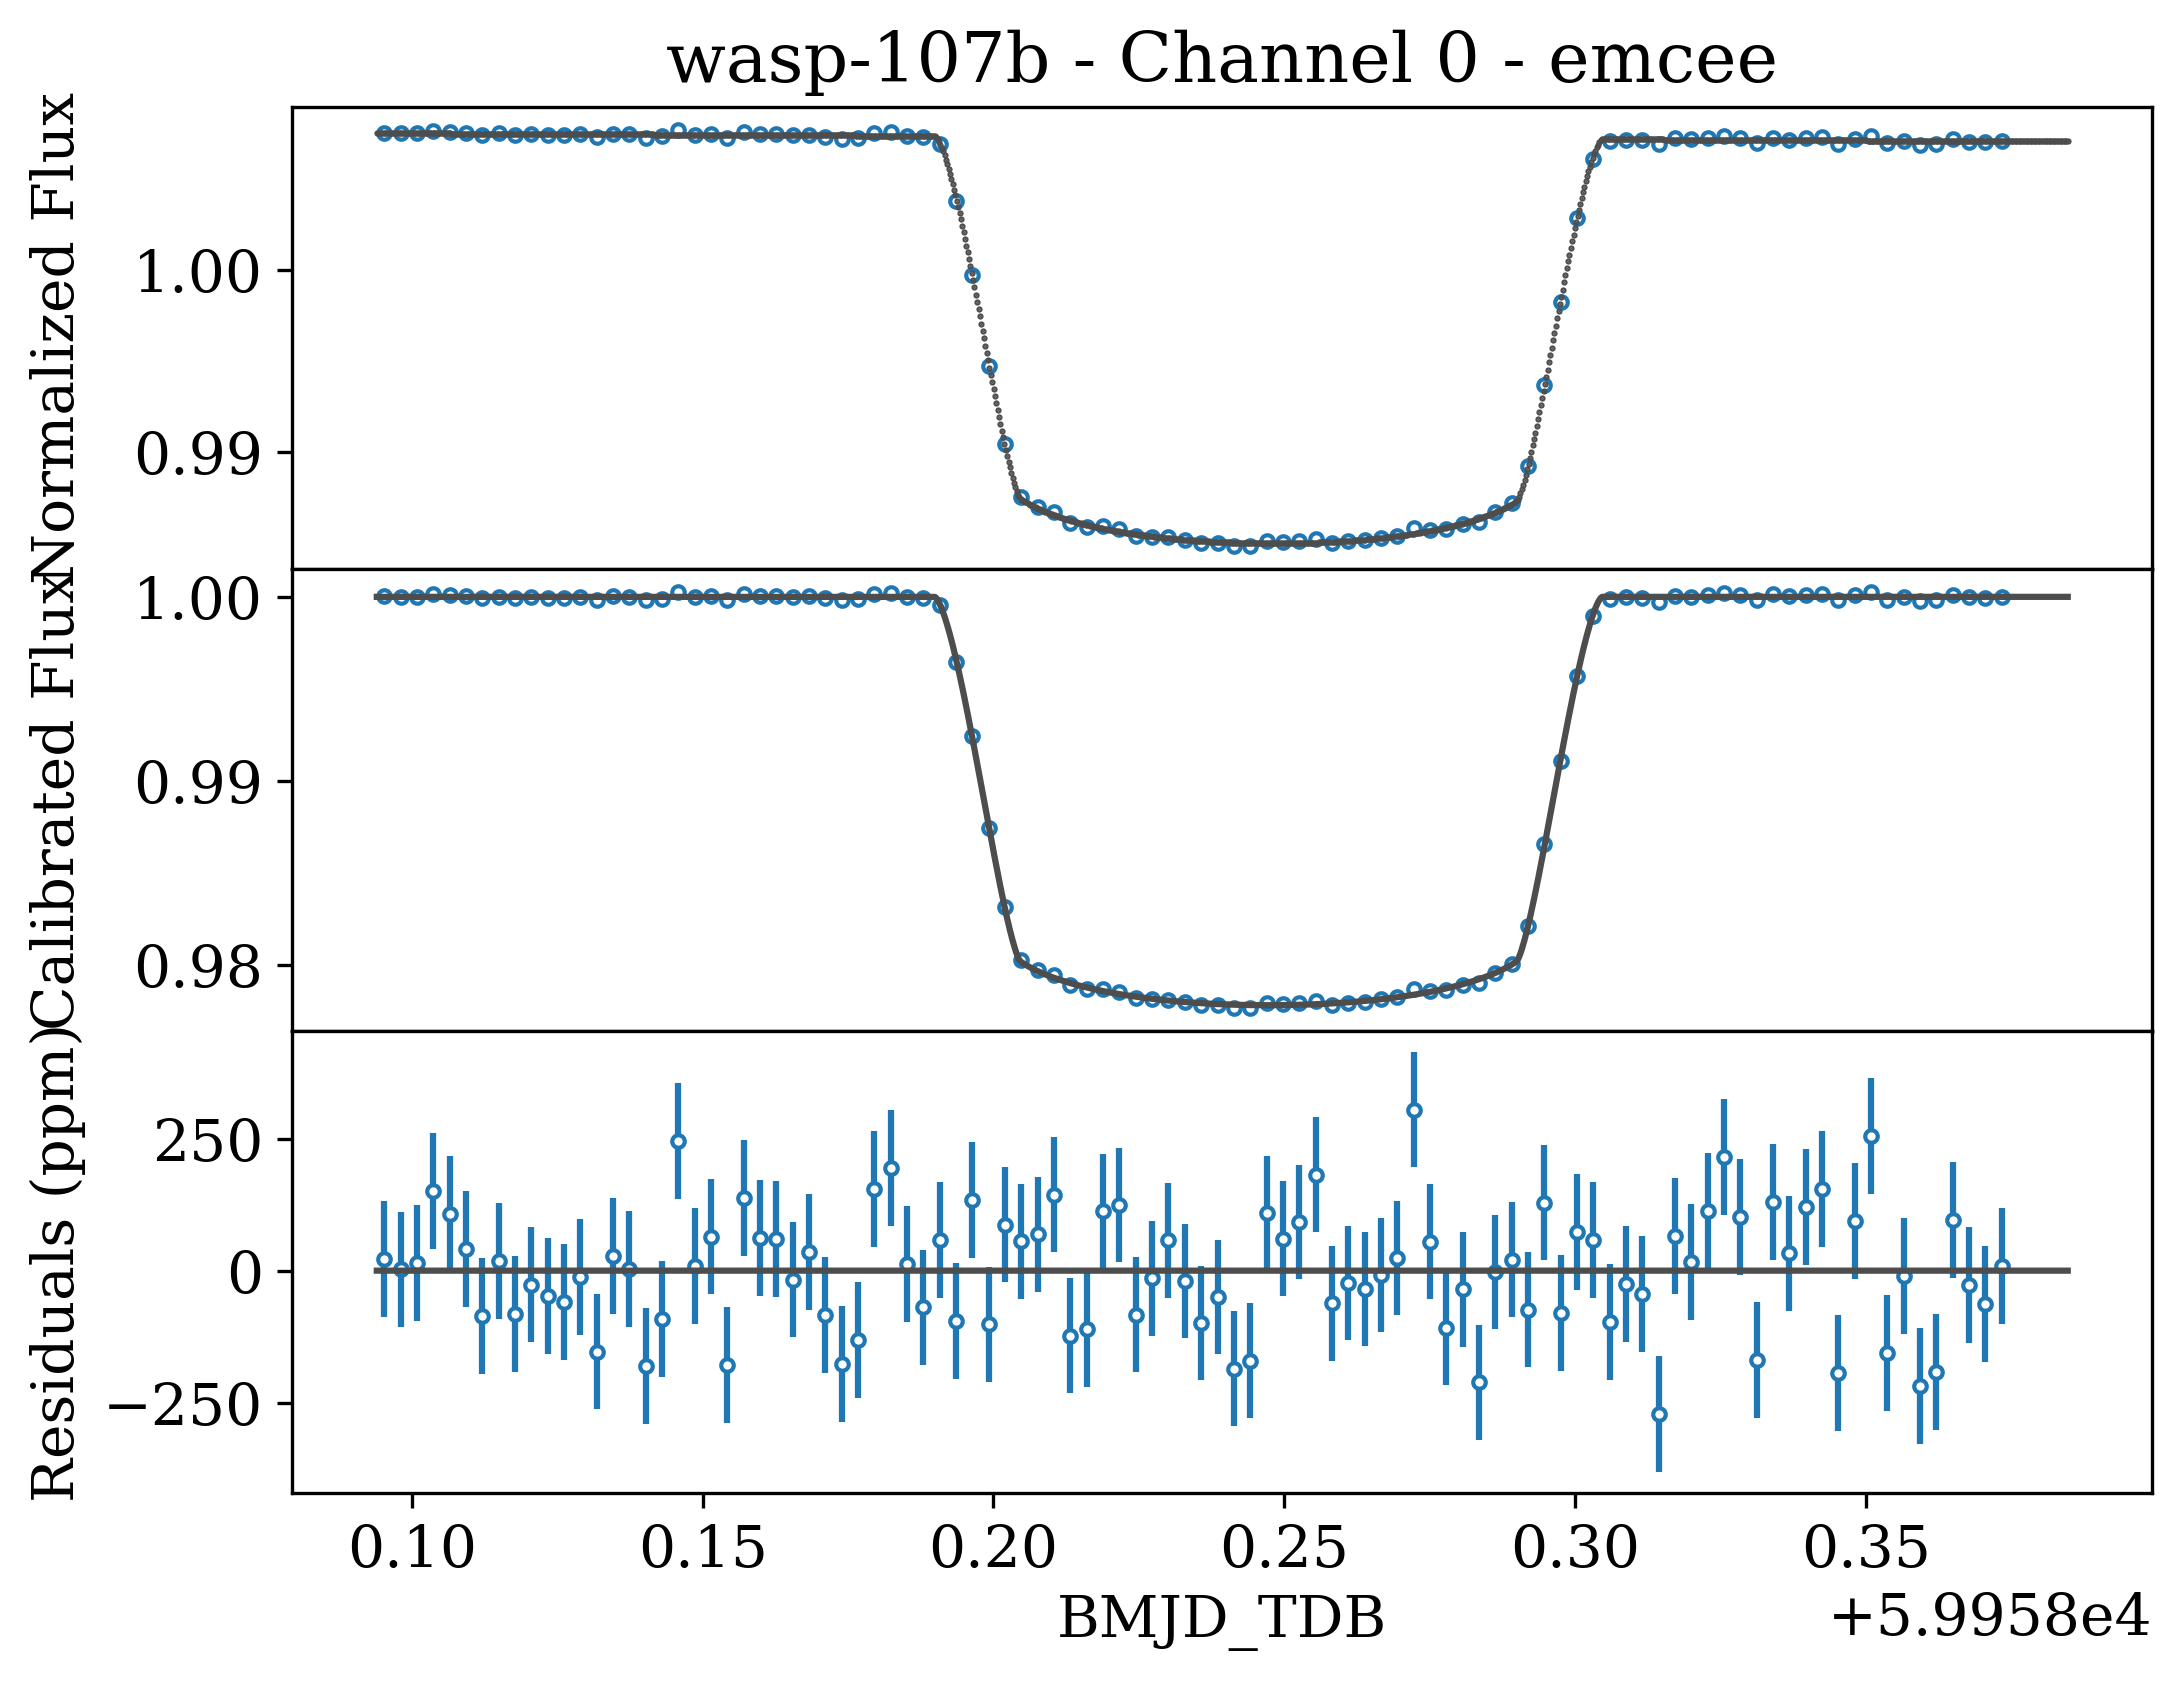 wasp-107b - Channel 0 - emcee
Normalized Flux
1.00
0.99
Calibrated Flux
1.00
0.99
0.98
Residuals (ppm)
250
0
−250
0.10 0.15 0.20 0.25 0.30 0.35
BMJD_TDB
+5.9958e4